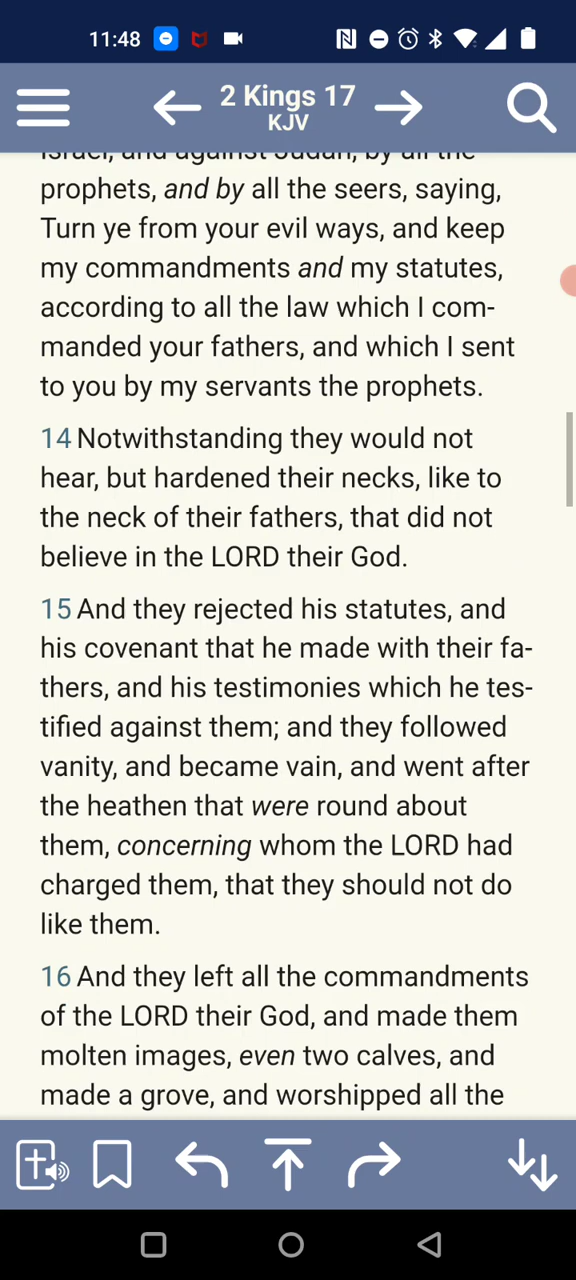 11:48
2 Kings 17
KJV
Israel, and against Judah, by all the
prophets, and by all the seers, saying,
Turn ye from your evil ways, and keep
my commandments and my statutes,
according to all the law which I com-
manded your fathers, and which I sent
to you by my servants the prophets.
14 Notwithstanding they would not
hear, but hardened their necks, like to
the neck of their fathers, that did not
believe in the LORD their God.
15 And they rejected his statutes, and
his covenant that he made with their fa-
thers, and his testimonies which he tes-
tified against them; and they followed
vanity, and became vain, and went after
the heathen that were round about
them, concerning whom the LORD had
charged them, that they should not do
like them.
16 And they left all the commandments
of the LORD their God, and made them
molten images, even two calves, and
made a grove, and worshipped all the